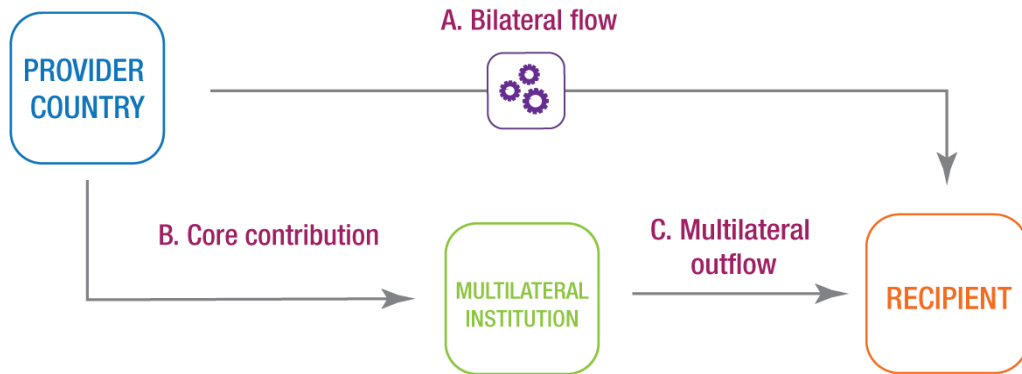 A. Bilateral flow
PROVIDER
COUNTRY
B. Core contribution
C. Multilateral
outflow
MULTILATERAL
INSTITUTION
RECIPIENT